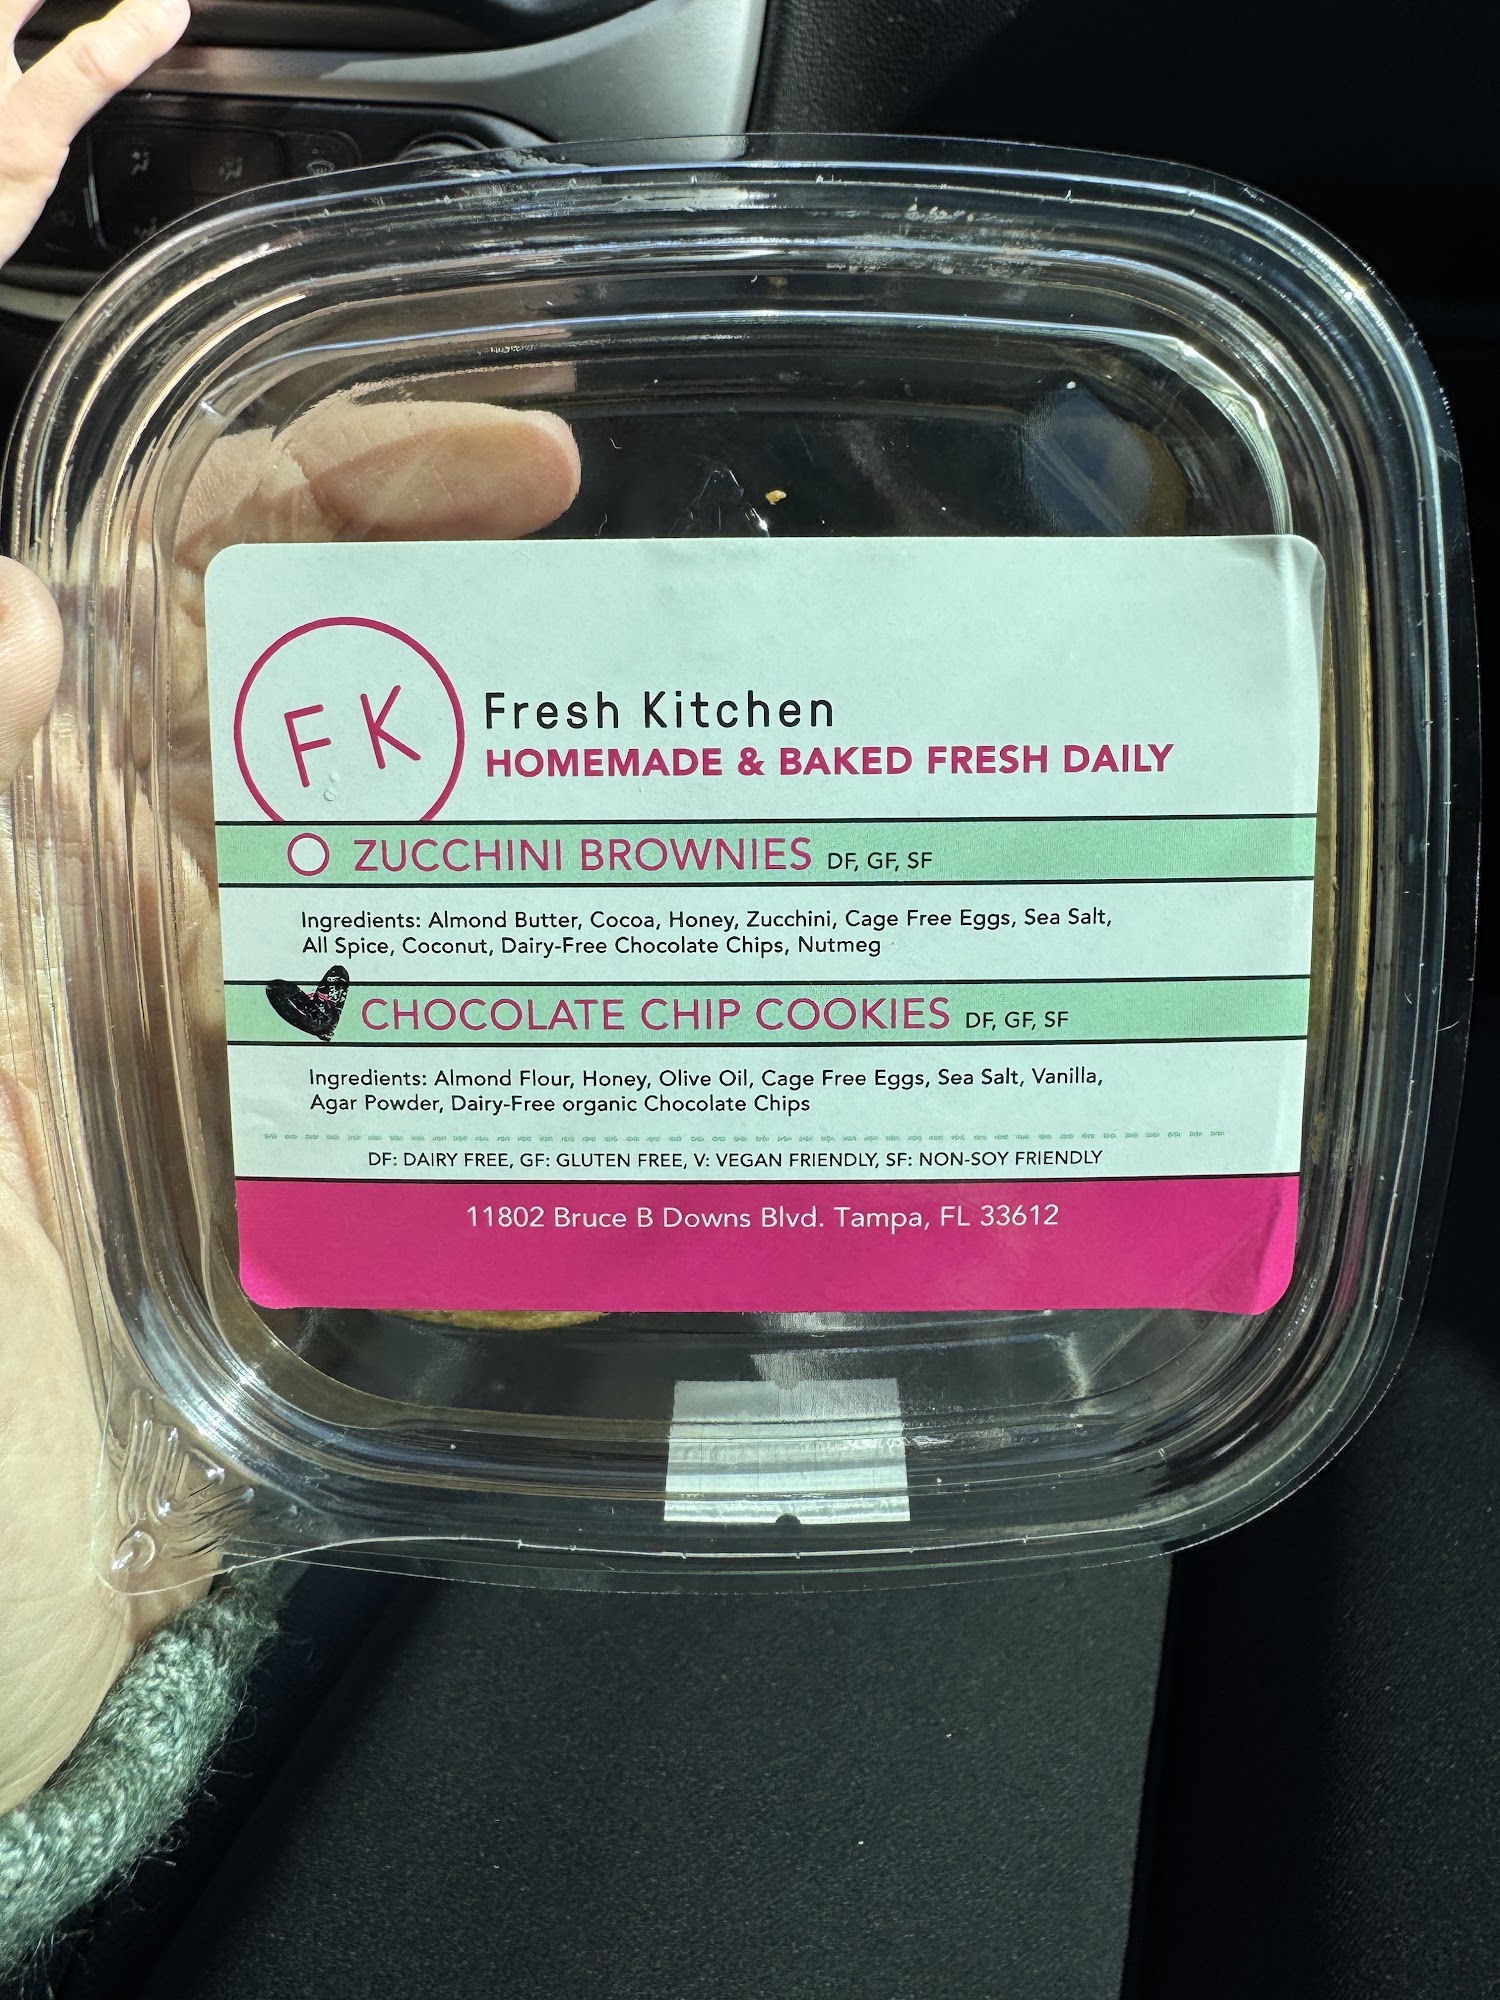 FK
Fresh Kitchen
HOMEMADE & BAKED FRESH DAILY
ZUCCHINI BROWNIES DF, GF, SF
Ingredients: Almond Butter, Cocoa, Honey, Zucchini, Cage Free Eggs, Sea Salt,
All Spice, Coconut, Dairy-Free Chocolate Chips, Nutmeg
CHOCOLATE CHIP COOKIES DF, GF, SF
Ingredients: Almond Flour, Honey, Olive Oil, Cage Free Eggs, Sea Salt, Vanilla,
Agar Powder, Dairy-Free organic Chocolate Chips
DF: DAIRY FREE, GF: GLUTEN FREE, V: VEGAN FRIENDLY, SF: NON-SOY FRIENDLY
11802 Bruce B Downs Blvd. Tampa, FL 33612